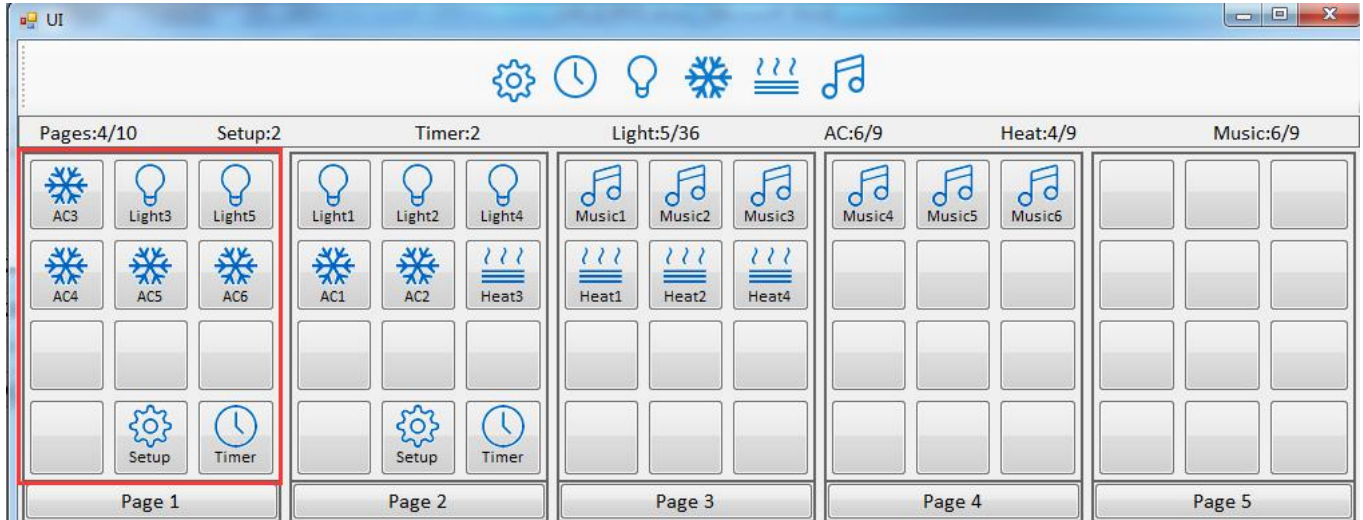 UI
Pages:4/10 Setup:2 Timer:2 Light:5/36 AC:6/9 Heat:4/9 Music:6/9
AC3 Light3 Light5 Light1 Light2 Light4 Music1 Music2 Music3 Music4 Music5 Music6
AC4 AC5 AC6 AC1 AC2 Heat3 Heat1 Heat2 Heat4
Setup Timer Setup Timer
Page 1 Page 2 Page 3 Page 4 Page 5